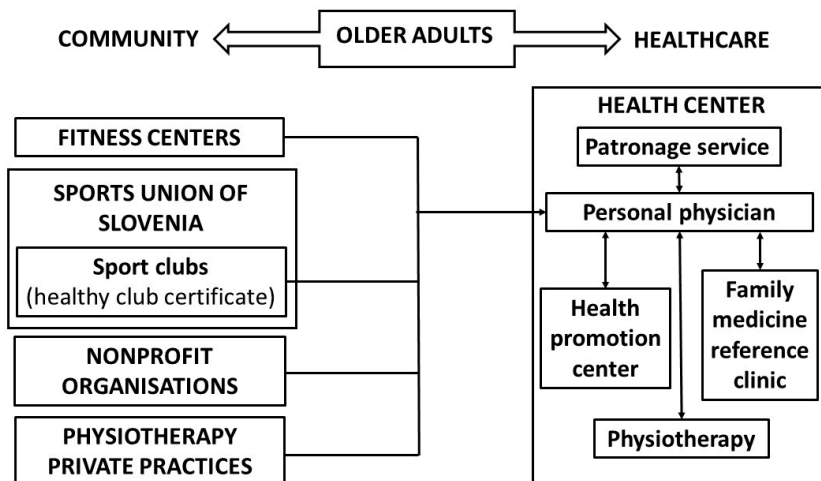 COMMUNITY
OLDER ADULTS
HEALTHCARE
FITNESS CENTERS
SPORTS UNION OF
SLOVENIA
Sport clubs
(healthy club certificate)
NONPROFIT
ORGANISATIONS
PHYSIOTHERAPY
PRIVATE PRACTICES
HEALTH CENTER
Patronage service
Personal physician
Health
promotion
center
Family
medicine
reference
clinic
Physiotherapy